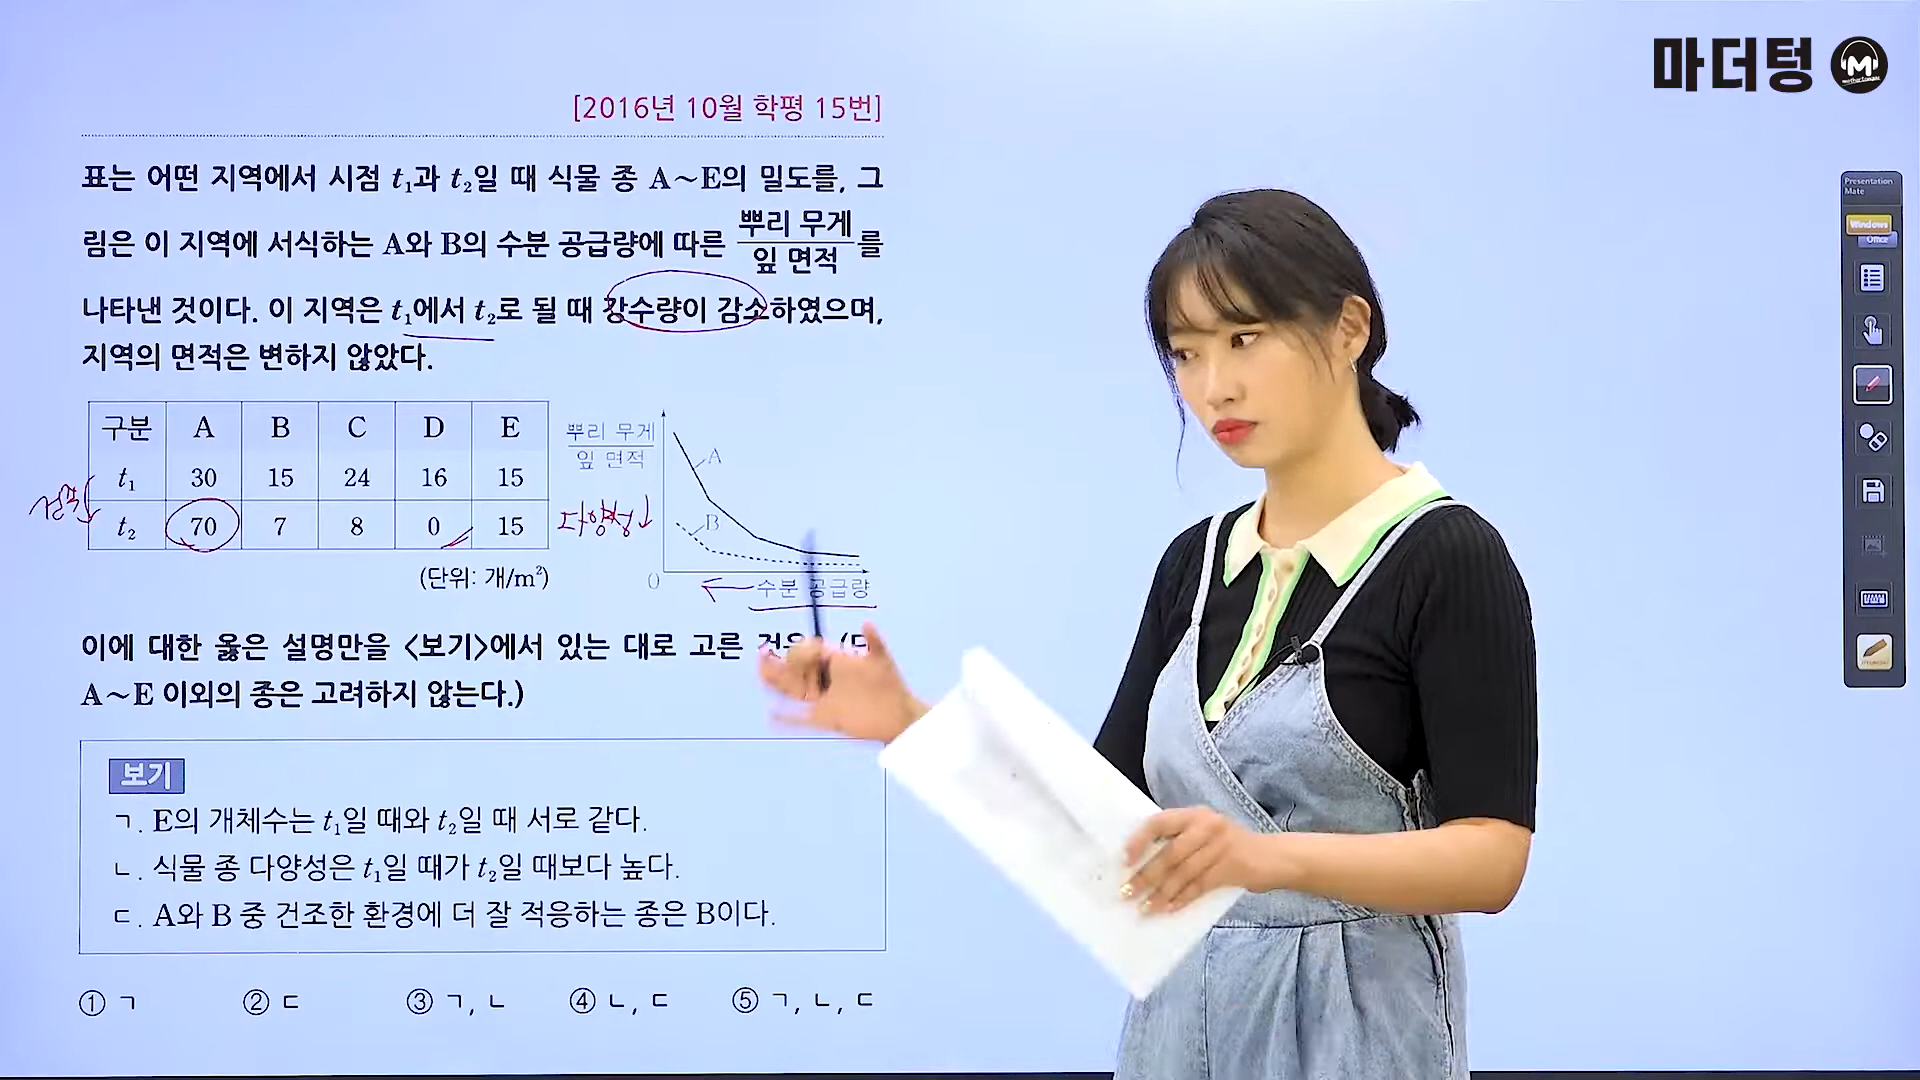 마더텅 M
[2016년 10월 학평 15번]
표는 어떤 지역에서 시점 t₁과 t₂일 때 식물 종 A～E의 밀도를, 그
림은 이 지역에 서식하는 A와 B의 수분 공급량에 따른 뿌리 무게/잎 면적 를
나타낸 것이다. 이 지역은 t₁에서 t₂로 될 때 강수량이 감소하였으며,
지역의 면적은 변하지 않았다.
구분 A B C D E
t₁ 30 15 24 16 15
t₂ 70 7 8 0 15
(단위: 개/m²)
건조
다양성↓
뿌리 무게
잎 면적
A
B
0
수분 공급량
이에 대한 옳은 설명만을 <보기>에서 있는 대로 고른 것은
A～E 이외의 종은 고려하지 않는다.)
보기
ㄱ. E의 개체수는 t₁일 때와 t₂일 때 서로 같다.
ㄴ. 식물 종 다양성은 t₁일 때가 t₂일 때보다 높다.
ㄷ. A와 B 중 건조한 환경에 더 잘 적응하는 종은 B이다.
① ㄱ ② ㄷ ③ ㄱ, ㄴ ④ ㄴ, ㄷ ⑤ ㄱ, ㄴ, ㄷ
Presentation
Mate
Windows
Office